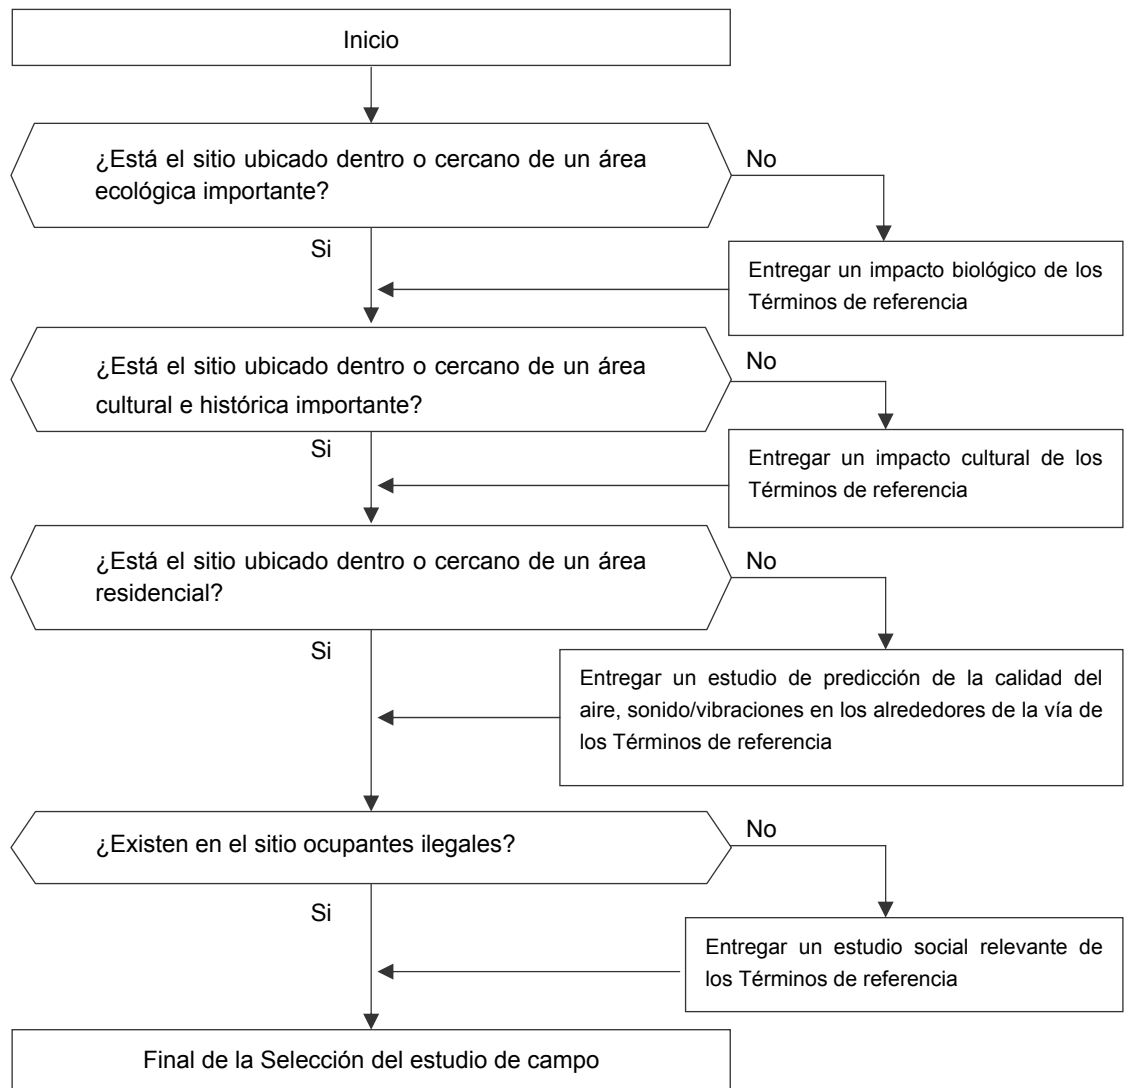 Inicio
¿Está el sitio ubicado dentro o cercano de un área
ecológica importante?
No
Si
Entregar un impacto biológico de los
Términos de referencia
¿Está el sitio ubicado dentro o cercano de un área
cultural e histórica importante?
No
Si
Entregar un impacto cultural de los
Términos de referencia
¿Está el sitio ubicado dentro o cercano de un área
residencial?
No
Si
Entregar un estudio de predicción de la calidad del
aire, sonido/vibraciones en los alrededores de la vía de
los Términos de referencia
¿Existen en el sitio ocupantes ilegales?
No
Si
Entregar un estudio social relevante de
los Términos de referencia
Final de la Selección del estudio de campo